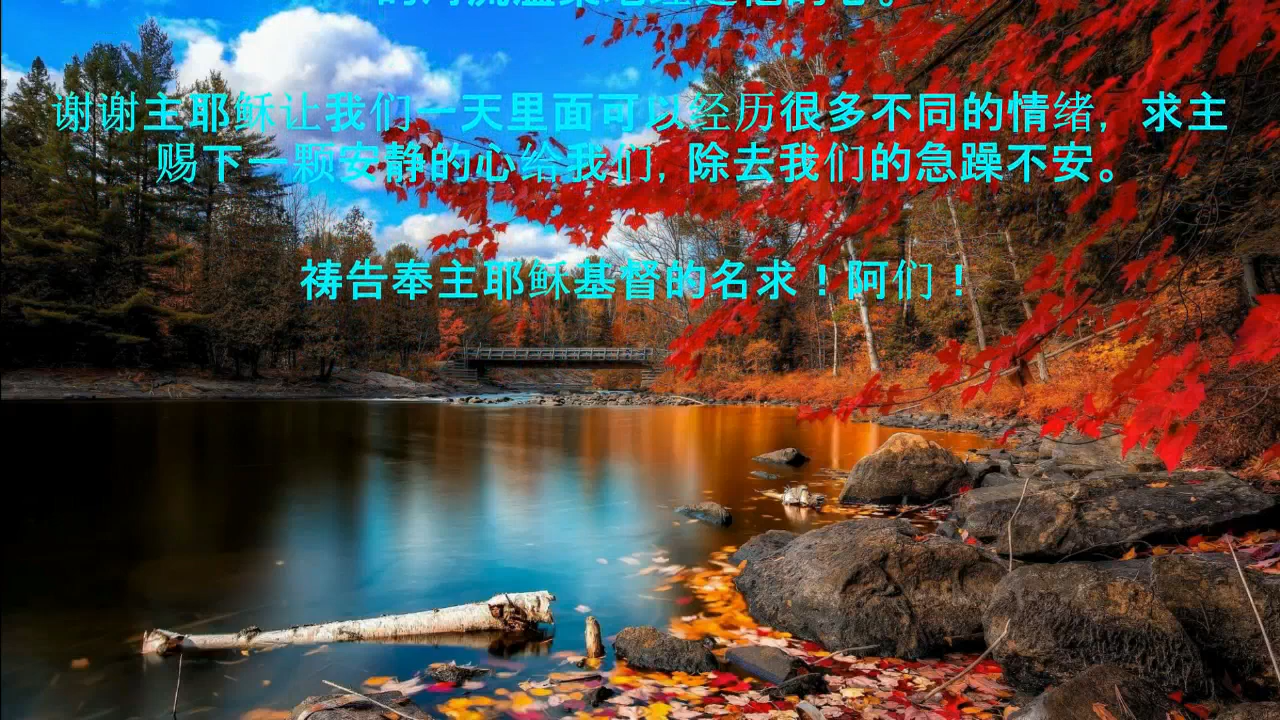 谢谢主耶稣让我们一天里面可以经历很多不同的情绪，求主
赐下一颗安静的心给我们，除去我们的急躁不安。
祷告奉主耶稣基督的名求！阿们！